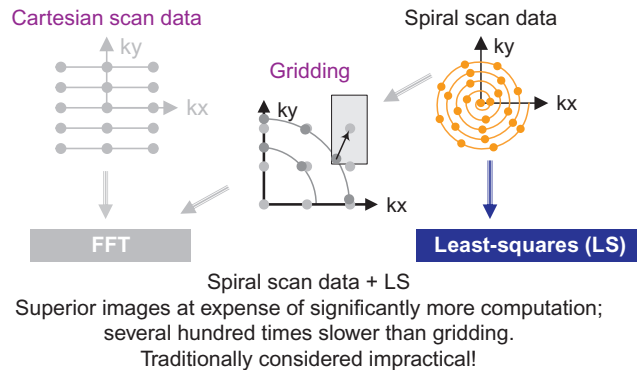 Cartesian scan data
Spiral scan data
ky
ky
Gridding
kx
ky
kx
kx
FFT
Least-squares (LS)
Spiral scan data + LS
Superior images at expense of significantly more computation;
several hundred times slower than gridding.
Traditionally considered impractical!